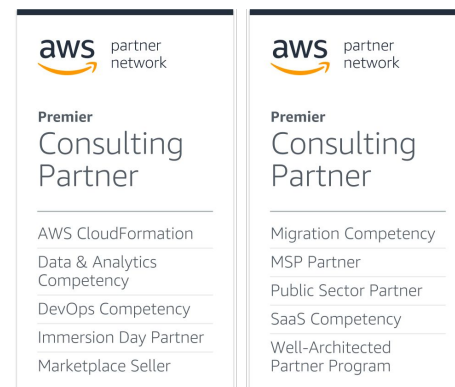 aws partner
network
Premier
Consulting
Partner
AWS CloudFormation
Data & Analytics
Competency
DevOps Competency
Immersion Day Partner
Marketplace Seller
aws partner
network
Premier
Consulting
Partner
Migration Competency
MSP Partner
Public Sector Partner
SaaS Competency
Well-Architected
Partner Program